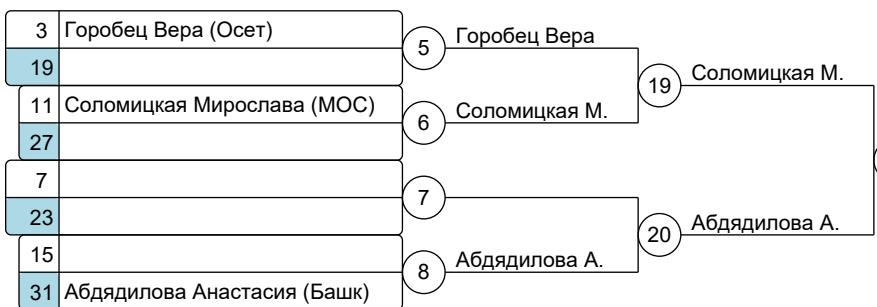 3 Горобец Вера (Осет)
19
5 Горобец Вера
11 Соломицкая Мирослава (МОС)
27
6 Соломицкая М.
19 Соломицкая М.
7
23
7
15
31 Абдядилова Анастасия (Башк)
8 Абдядилова А.
20 Абдядилова А.